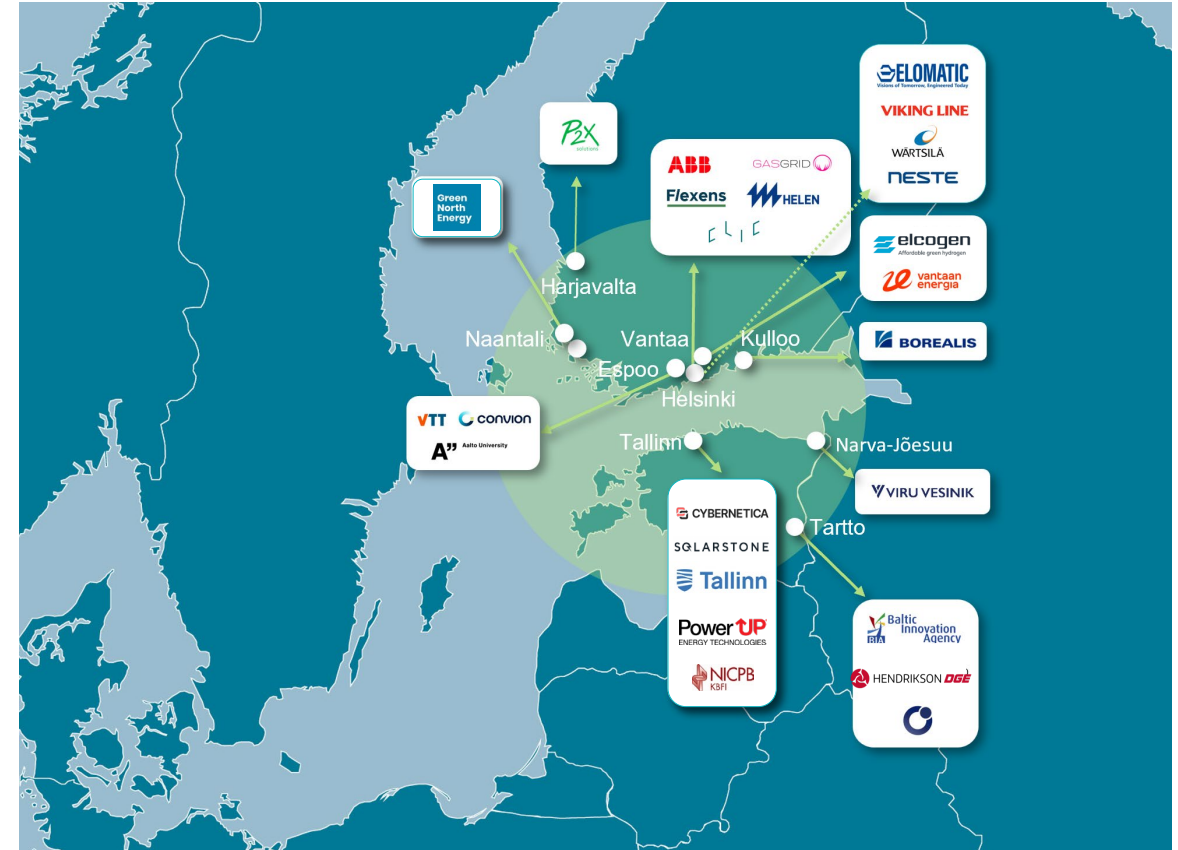 ELOMATIC
Visions of Tomorrow, Engineered Today
VIKING LINE
WÄRTSILÄ
NESTE
P2X
solutions
ABB
GASGRID
Flexens
HELEN
CLIC
Green
North
Energy
elcogen
Affordable green hydrogen
vantaan
energia
Harjavalta
Naantali
Vantaa
Kulloo
BOREALIS
Espoo
Helsinki
VTT
CONVION
A”
Aalto University
Tallinn
Narva-Jõesuu
VIRU VESINIK
CYBERNETICA
SOLARSTONE
Tallinn
Power UP
ENERGY TECHNOLOGIES
NICPB
KBFI
Tartto
BIA
Baltic
Innovation
Agency
HENDRIKSON DGE